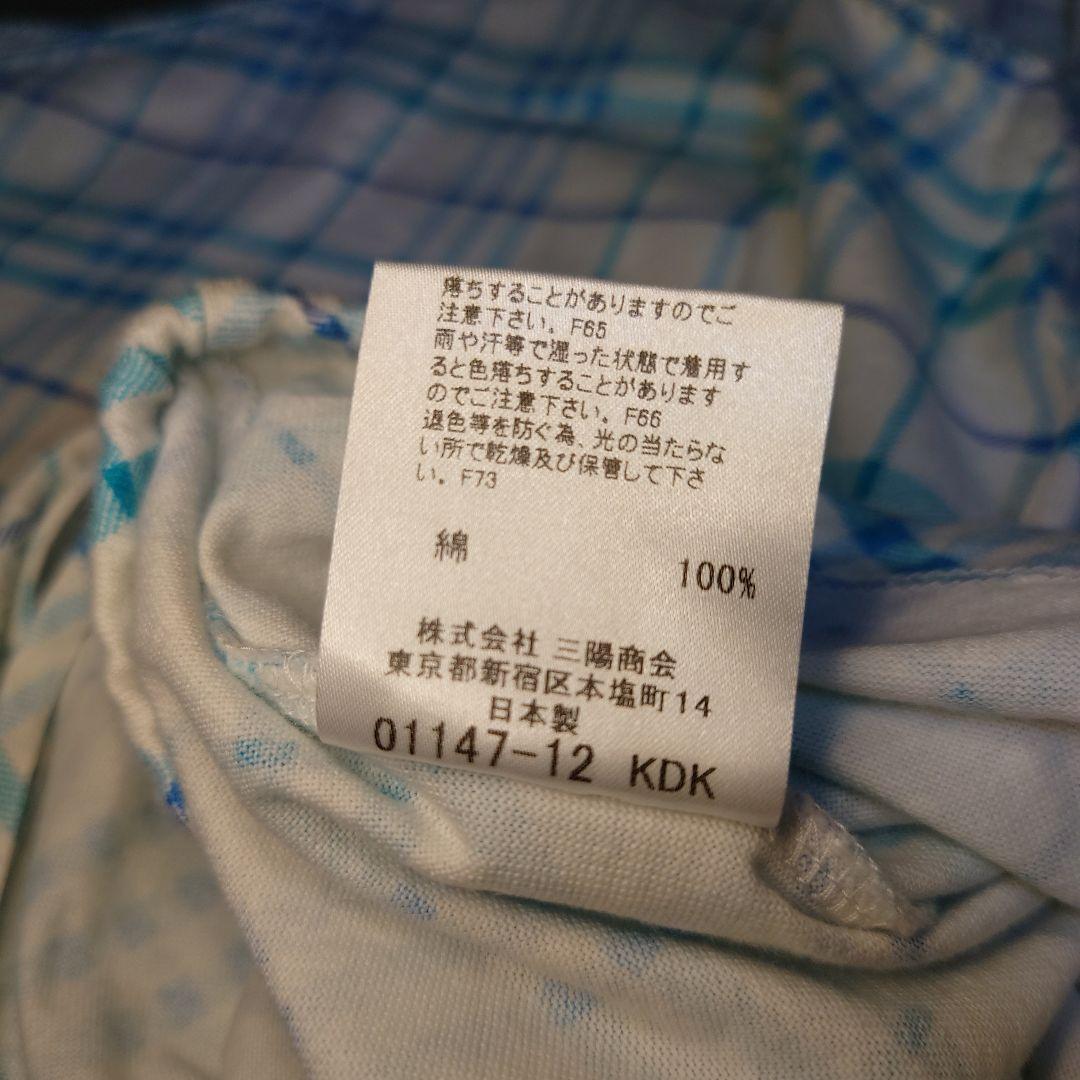 落ちすることがありますのでご
注意下さい。F65
雨や汗等で湿った状態で着用す
ると色落ちすることがあります
のでご注意下さい。F66
退色等を防ぐ為、光の当たらな
い所で乾燥及び保管して下さ
い。F73
綿 100%
株式会社 三陽商会
東京都新宿区本塩町14
日本製
01147-12 KDK